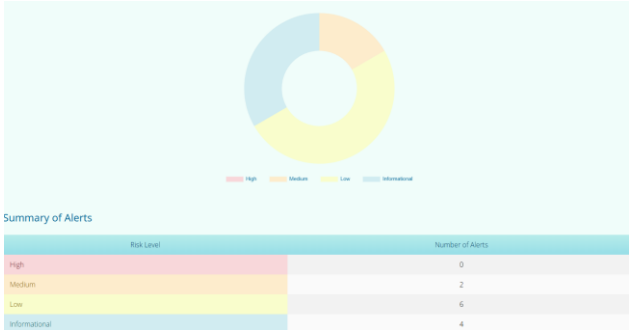 High Medium Low Informational
Summary of Alerts
Risk Level Number of Alerts
High 0
Medium 2
Low 6
Informational 4